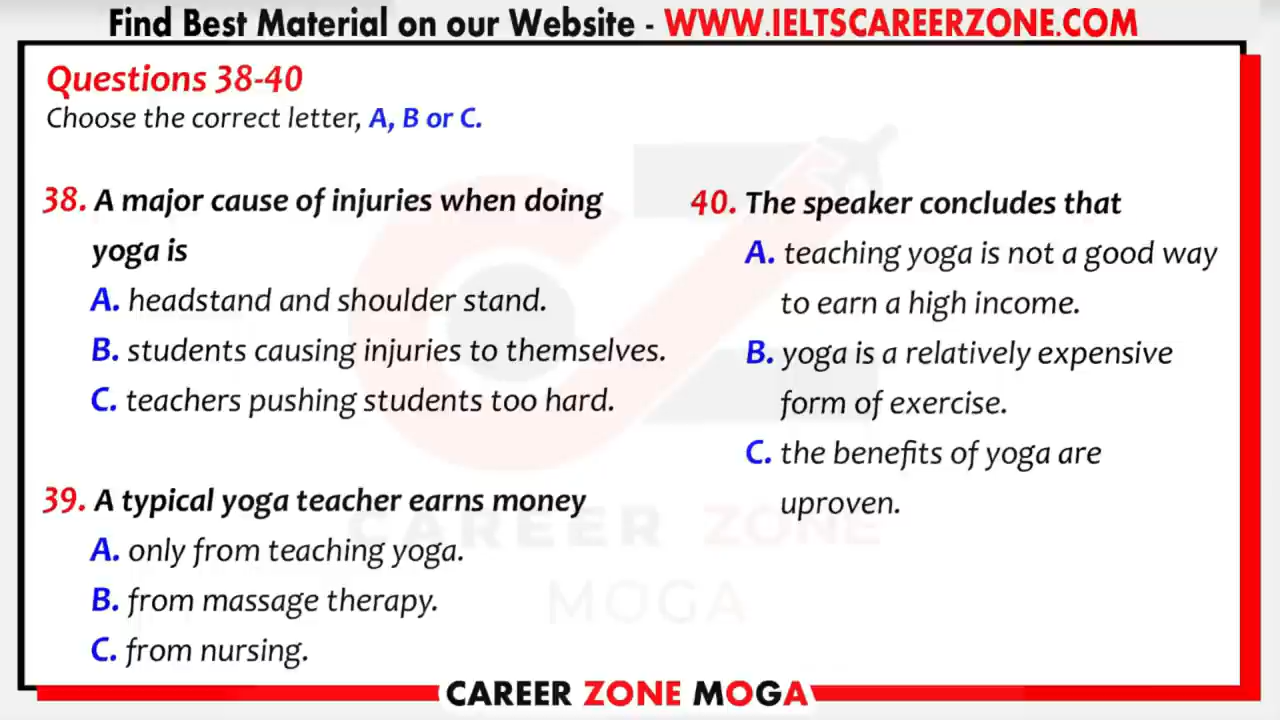 Find Best Material on our Website - WWW.IELTSCAREERZONE.COM
Questions 38-40
Choose the correct letter, A, B or C.
38. A major cause of injuries when doing
yoga is
A. headstand and shoulder stand.
B. students causing injuries to themselves.
C. teachers pushing students too hard.
39. A typical yoga teacher earns money
A. only from teaching yoga.
B. from massage therapy.
C. from nursing.
40. The speaker concludes that
A. teaching yoga is not a good way
to earn a high income.
B. yoga is a relatively expensive
form of exercise.
C. the benefits of yoga are
uproven.
CAREER ZONE
MOGA
CAREER ZONE MOGA